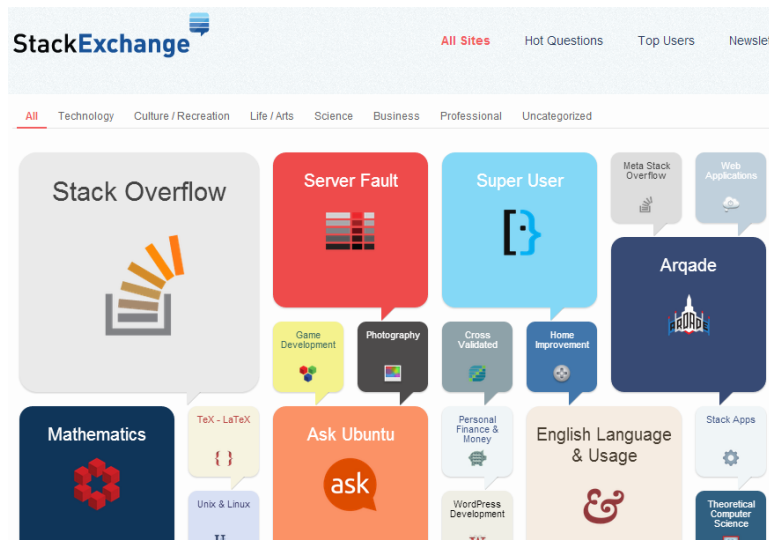 StackExchange
All Sites Hot Questions Top Users Newslet
All Technology Culture / Recreation Life / Arts Science Business Professional Uncategorized
Stack Overflow
Server Fault
Super User
Meta Stack
Overflow
Web
Applications
Arqade
ARQADE
Game
Development
Photography
Cross
Validated
Home
Improvement
Mathematics
TeX - LaTeX
{ }
Ask Ubuntu
ask
Personal
Finance &
Money
English Language
& Usage
&
Stack Apps
Unix & Linux
WordPress
Development
Theoretical
Computer
Science